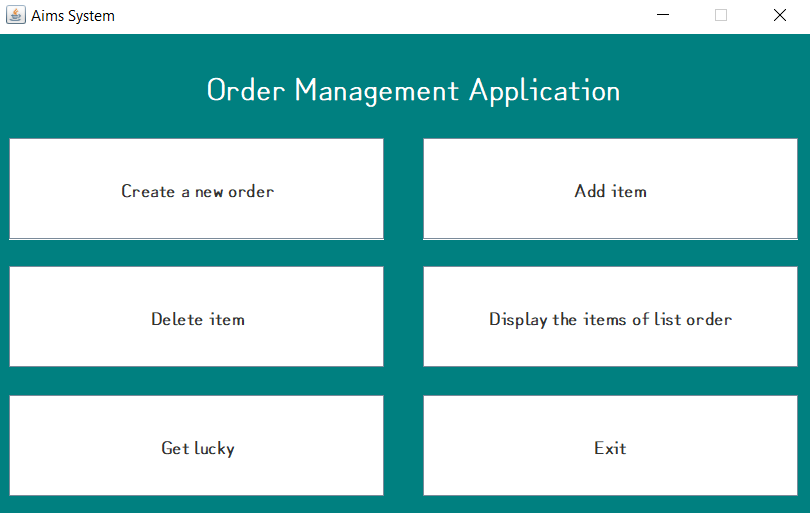 Aims System
Order Management Application
Create a new order
Add item
Delete item
Display the items of list order
Get lucky
Exit